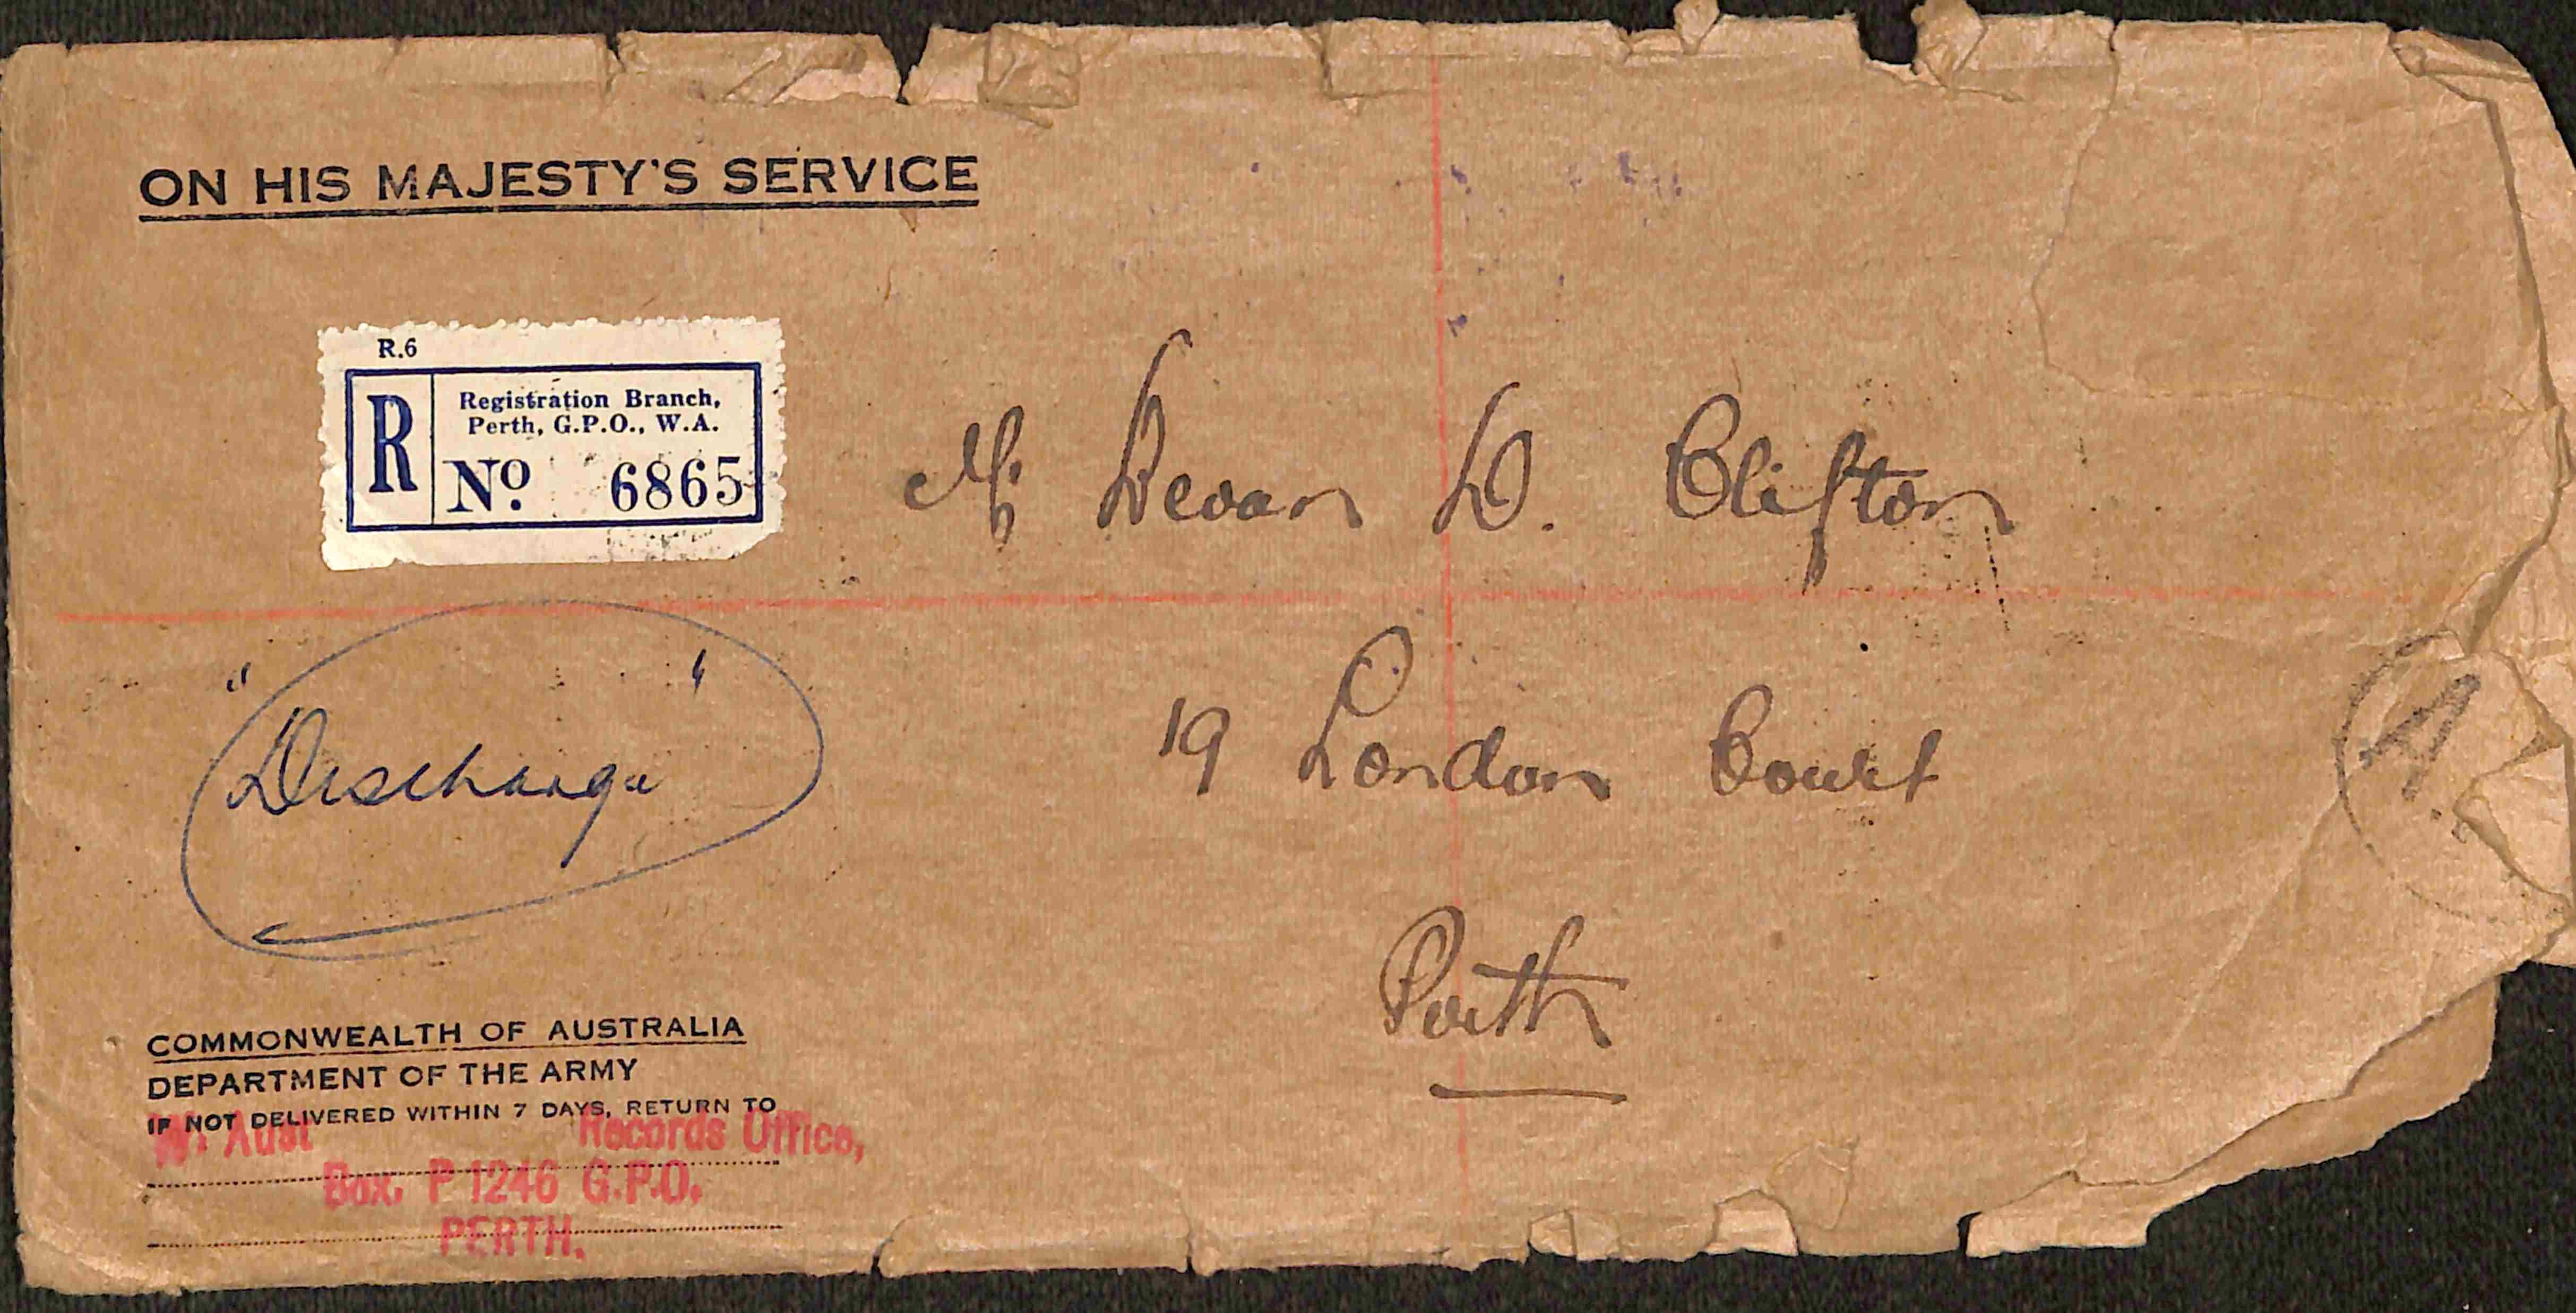 ON HIS MAJESTY'S SERVICE
R.6
R
Registration Branch,
Perth, G.P.O., W.A.
No. 6865
Mr Devan D. Clifton
19 London Court
Perth
"Discharge"
A.
COMMONWEALTH OF AUSTRALIA
DEPARTMENT OF THE ARMY
IF NOT DELIVERED WITHIN 7 DAYS, RETURN TO
W. Aust Records Office,
Box. P 1246 G.P.O.
PERTH.